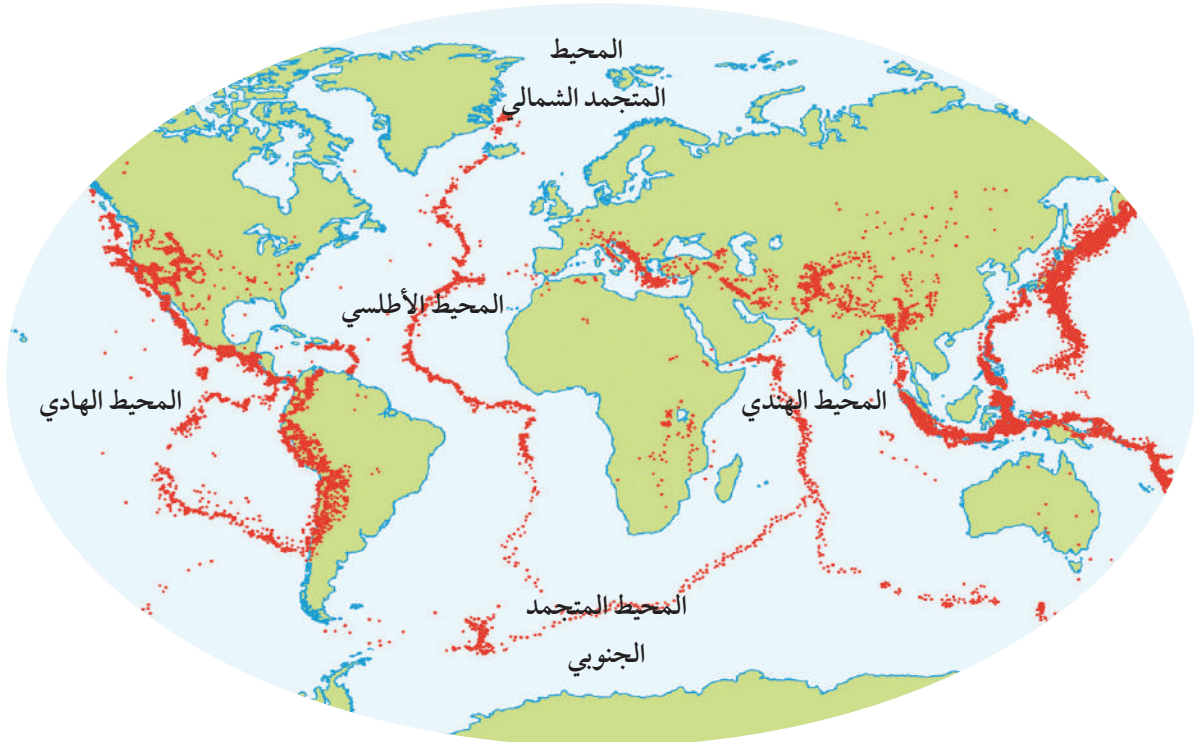 المحيط
المتجمد الشمالي
المحيط الأطلسي
المحيط الهادي
المحيط الهندي
المحيط المتجمد
الجنوبي